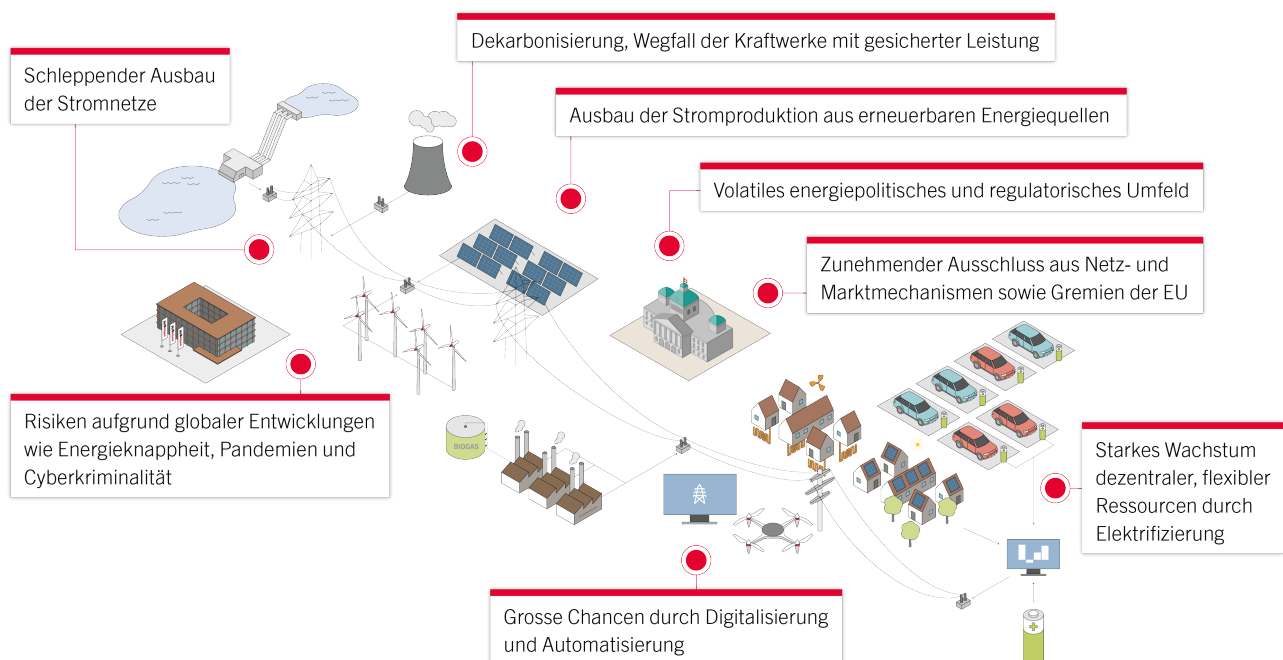 Dekarbonisierung, Wegfall der Kraftwerke mit gesicherter Leistung
Schleppender Ausbau
der Stromnetze
Ausbau der Stromproduktion aus erneuerbaren Energiequellen
Volatiles energiepolitisches und regulatorisches Umfeld
Zunehmender Ausschluss aus Netz- und
Marktmechanismen sowie Gremien der EU
Risiken aufgrund globaler Entwicklungen
wie Energieknappheit, Pandemien und
Cyberkriminalität
BIOGAS
Starkes Wachstum
dezentraler, flexibler
Ressourcen durch
Elektrifizierung
Grosse Chancen durch Digitalisierung
und Automatisierung